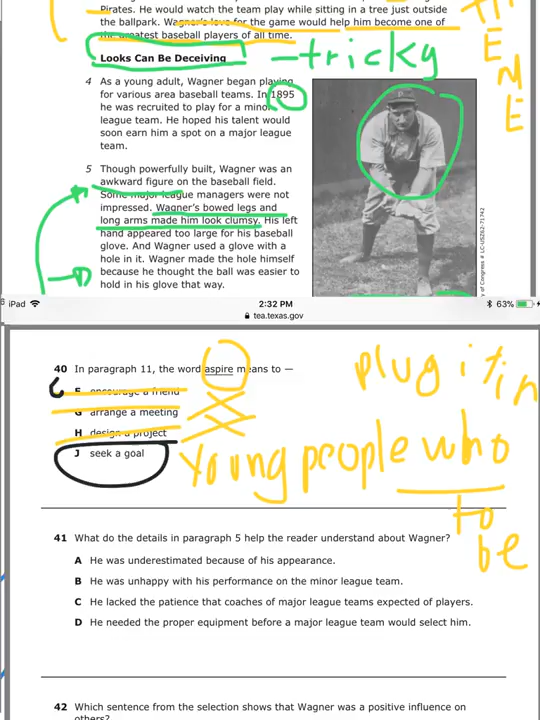 Pirates. He would watch the team play while sitting in a tree just outside
the ballpark. Wagner's love for the game would help him become one of
the greatest baseball players of all time.
HEME
Looks Can Be Deceiving
-tricky
4 As a young adult, Wagner began playing
for various area baseball teams. In 1895
he was recruited to play for a minor
league team. He hoped his talent would
soon earn him a spot on a major league
team.
5 Though powerfully built, Wagner was an
awkward figure on the baseball field.
Some major league managers were not
impressed. Wagner's bowed legs and
long arms made him look clumsy. His left
hand appeared too large for his baseball
glove. And Wagner used a glove with a
hole in it. Wagner made the hole himself
because he thought the ball was easier to
hold in his glove that way.
y of Congress # LC-USZ62-71742
iPad 2:32 PM 63%
tea.texas.gov
40 In paragraph 11, the word aspire means to —
F encourage a friend
G arrange a meeting
H design a project
J seek a goal
plug it in
Young people who
to
be
41 What do the details in paragraph 5 help the reader understand about Wagner?
A He was underestimated because of his appearance.
B He was unhappy with his performance on the minor league team.
C He lacked the patience that coaches of major league teams expected of players.
D He needed the proper equipment before a major league team would select him.
42 Which sentence from the selection shows that Wagner was a positive influence on
others?